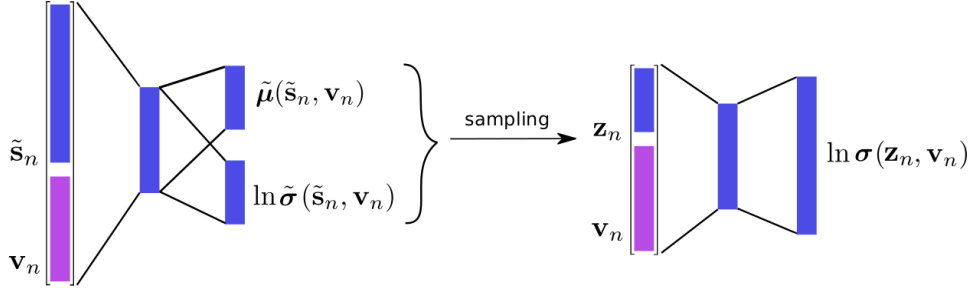 s̃ₙ
vₙ
μ̃(s̃ₙ, vₙ)
ln σ̃(s̃ₙ, vₙ)
sampling
zₙ
vₙ
ln σ(zₙ, vₙ)